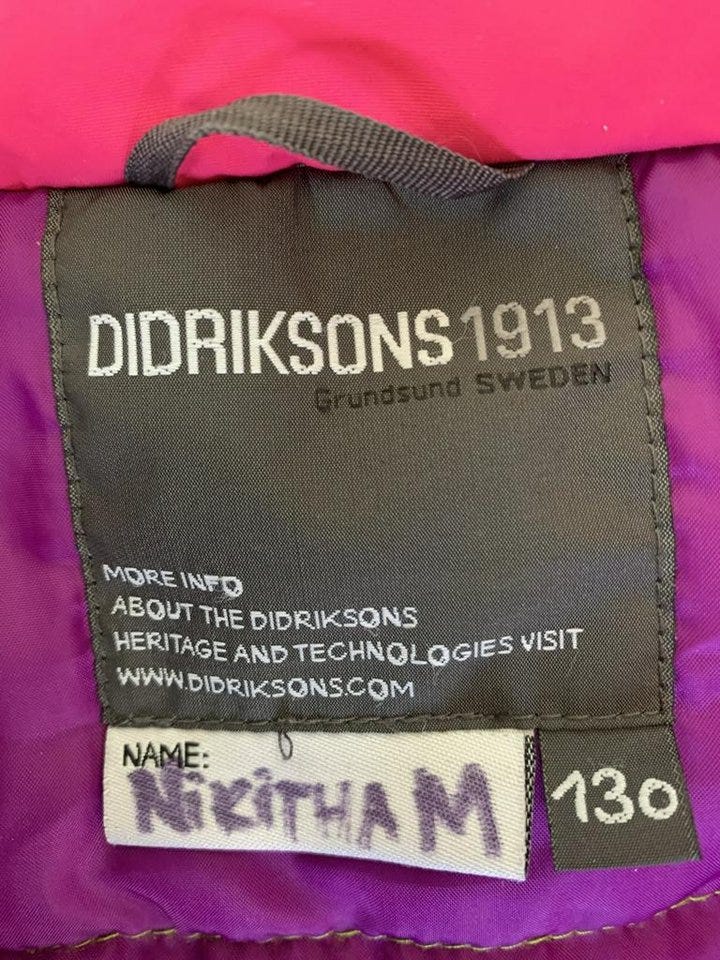 DIDRIKSONS1913
Grundsund SWEDEN
MORE INFO
ABOUT THE DIDRIKSONS
HERITAGE AND TECHNOLOGIES VISIT
WWW.DIDRIKSONS.COM
NAME:
NiKiTHA M
130